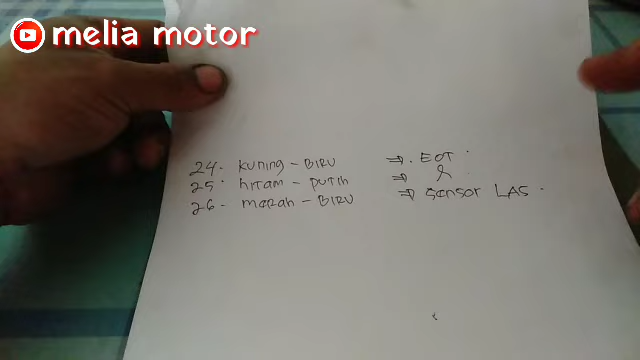 melia motor
24. kuning - BIRU ⇒. EOT
25. hitam - PUTIH ⇒ &
26. merah - BIRU ⇒ sensor LAS.